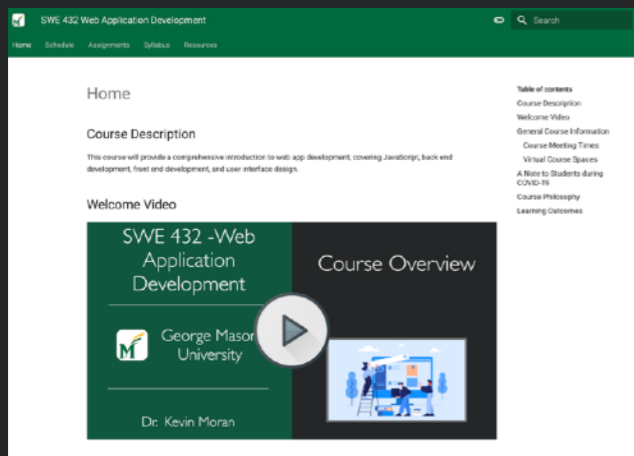 SWE 432 Web Application Development
Search
Home Schedule Assignments Syllabus Resources
Home
Course Description
This course will provide a comprehensive introduction to web app development, covering JavaScript, back end
development, front end development, and user interface design.
Welcome Video
SWE 432 -Web
Application
Development
George Mason
University
Dr. Kevin Moran
Course Overview
Table of contents
Course Description
Welcome Video
General Course Information
Course Meeting Times
Virtual Course Spaces
A Note to Students during
COVID-19
Course Philosophy
Learning Outcomes